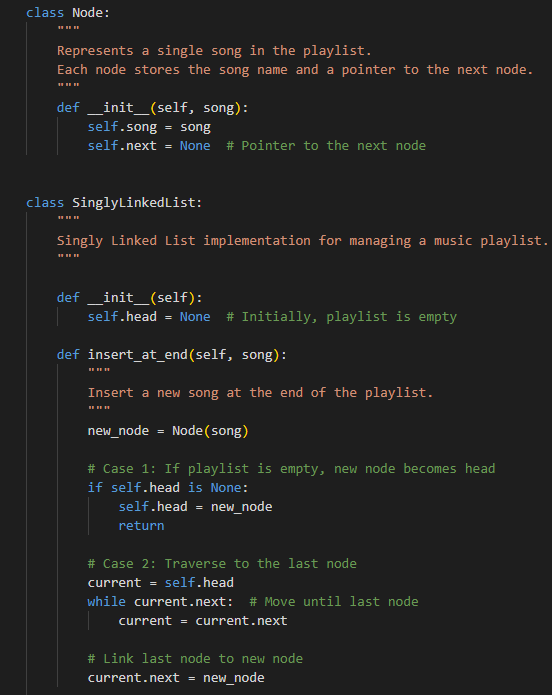 class Node:
    """
    Represents a single song in the playlist.
    Each node stores the song name and a pointer to the next node.
    """
    def __init__(self, song):
        self.song = song
        self.next = None  # Pointer to the next node


class SinglyLinkedList:
    """
    Singly Linked List implementation for managing a music playlist.
    """

    def __init__(self):
        self.head = None  # Initially, playlist is empty

    def insert_at_end(self, song):
        """
        Insert a new song at the end of the playlist.
        """
        new_node = Node(song)

        # Case 1: If playlist is empty, new node becomes head
        if self.head is None:
            self.head = new_node
            return

        # Case 2: Traverse to the last node
        current = self.head
        while current.next:  # Move until last node
            current = current.next

        # Link last node to new node
        current.next = new_node